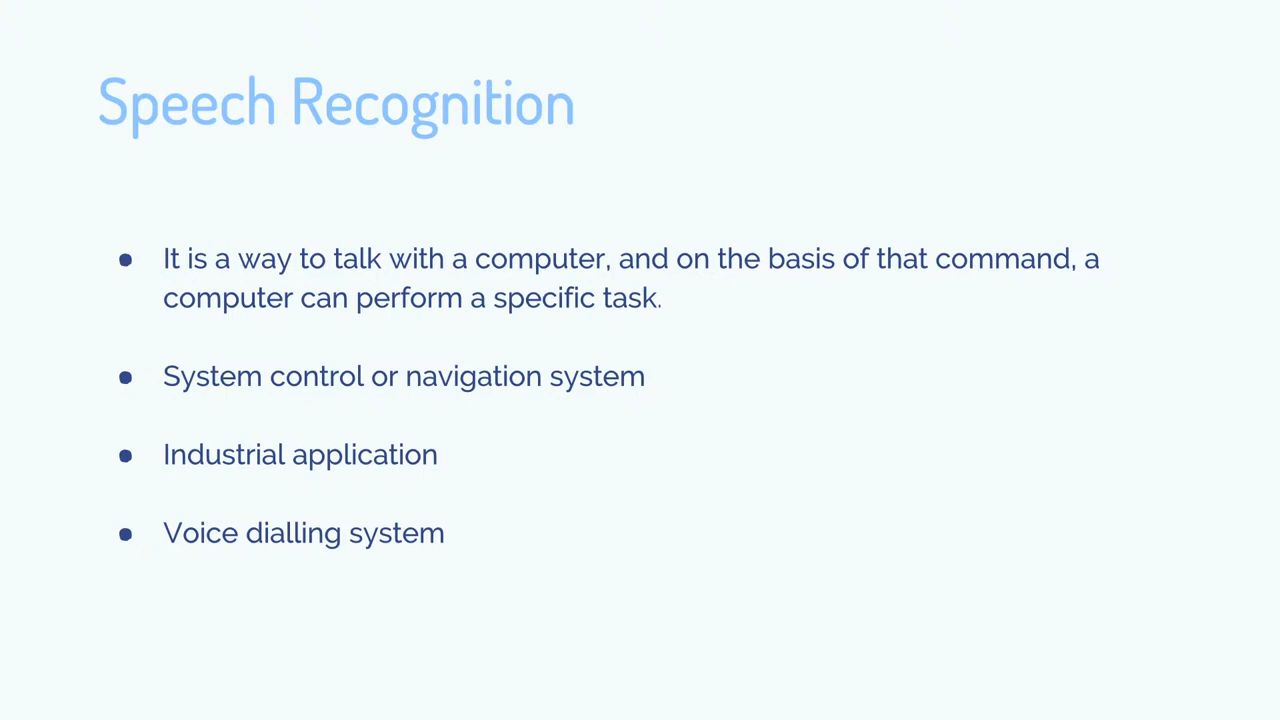 Speech Recognition
● It is a way to talk with a computer, and on the basis of that command, a
computer can perform a specific task.
● System control or navigation system
● Industrial application
● Voice dialling system